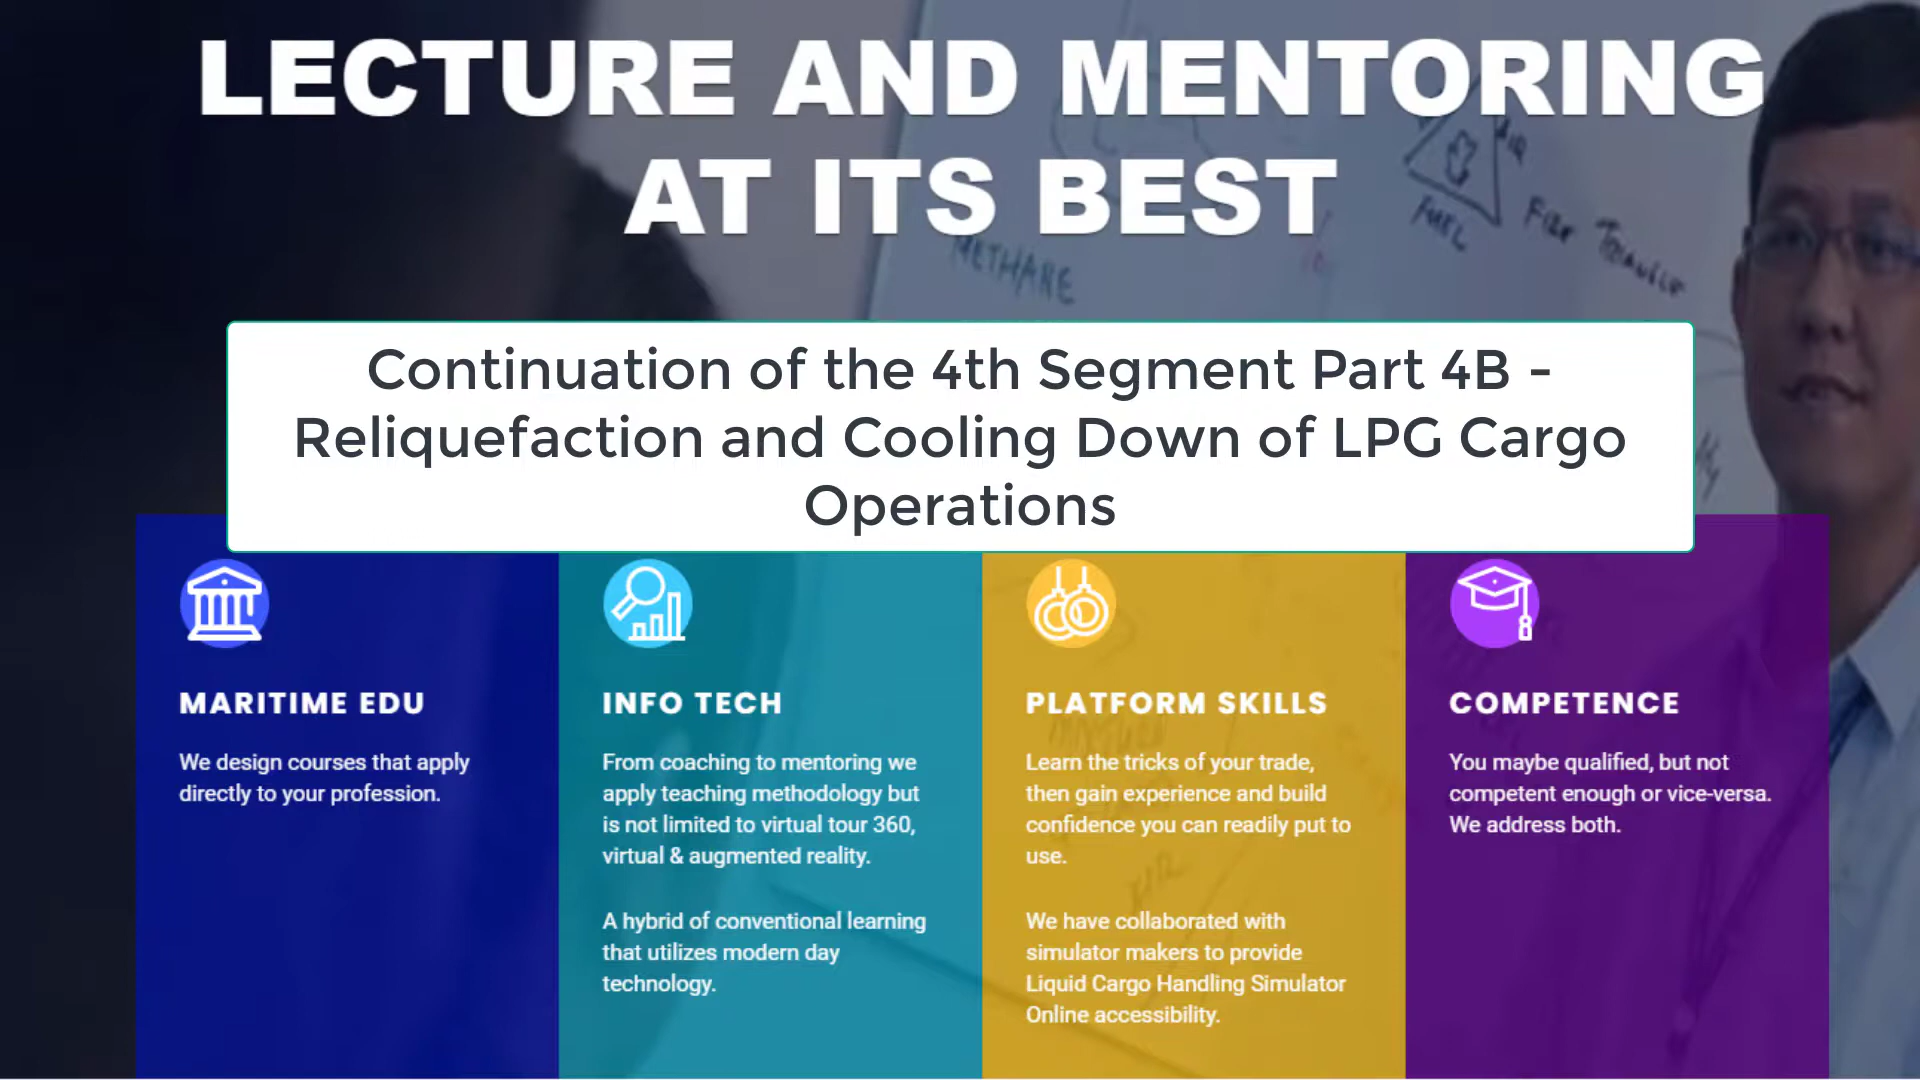 LECTURE AND MENTORING
AT ITS BEST
METHANE
FUEL
FIRE TRIANGLE
Continuation of the 4th Segment Part 4B -
Reliquefaction and Cooling Down of LPG Cargo
Operations
MARITIME EDU
We design courses that apply
directly to your profession.
INFO TECH
From coaching to mentoring we
apply teaching methodology but
is not limited to virtual tour 360,
virtual & augmented reality.
A hybrid of conventional learning
that utilizes modern day
technology.
PLATFORM SKILLS
Learn the tricks of your trade,
then gain experience and build
confidence you can readily put to
use.
We have collaborated with
simulator makers to provide
Liquid Cargo Handling Simulator
Online accessibility.
COMPETENCE
You maybe qualified, but not
competent enough or vice-versa.
We address both.